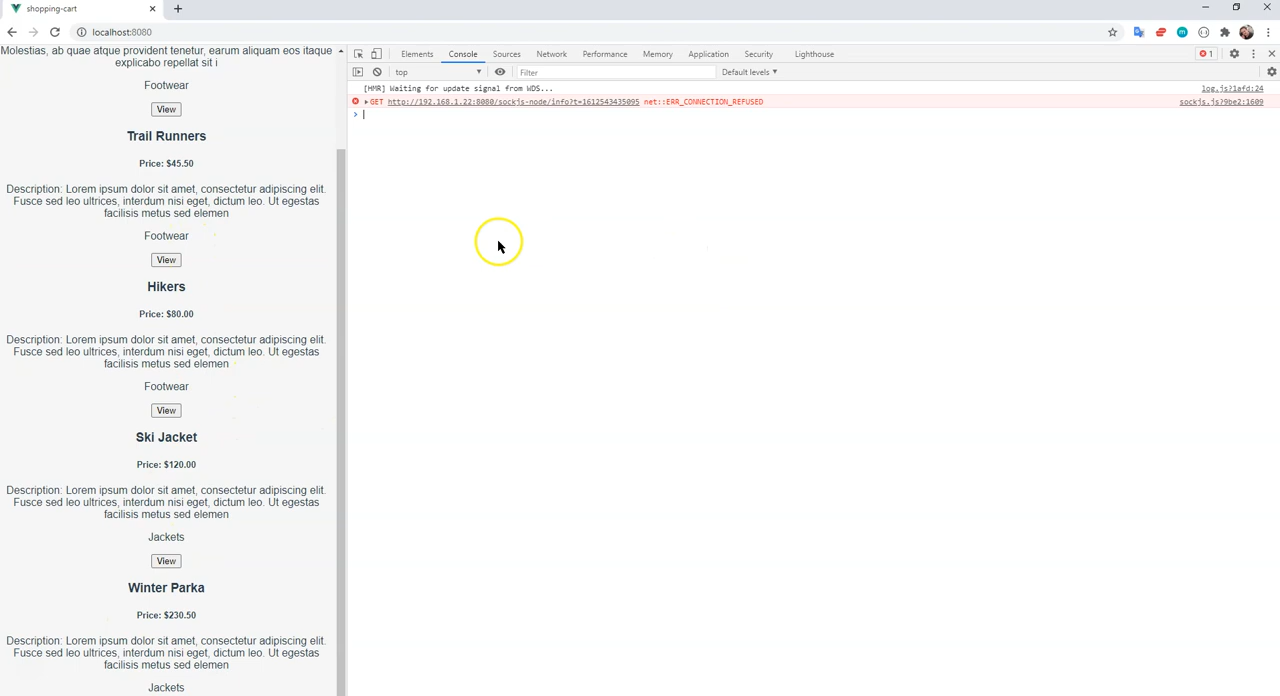 shopping-cart
localhost:8080
Molestias, ab quae atque provident tenetur, earum aliquam eos itaque
explicabo repellat sit i
Footwear
View
Trail Runners
Price: $45.50
Description: Lorem ipsum dolor sit amet, consectetur adipiscing elit.
Fusce sed leo ultrices, interdum nisi eget, dictum leo. Ut egestas
facilisis metus sed elemen
Footwear
View
Hikers
Price: $80.00
Description: Lorem ipsum dolor sit amet, consectetur adipiscing elit.
Fusce sed leo ultrices, interdum nisi eget, dictum leo. Ut egestas
facilisis metus sed elemen
Footwear
View
Ski Jacket
Price: $120.00
Description: Lorem ipsum dolor sit amet, consectetur adipiscing elit.
Fusce sed leo ultrices, interdum nisi eget, dictum leo. Ut egestas
facilisis metus sed elemen
Jackets
View
Winter Parka
Price: $230.50
Description: Lorem ipsum dolor sit amet, consectetur adipiscing elit.
Fusce sed leo ultrices, interdum nisi eget, dictum leo. Ut egestas
facilisis metus sed elemen
Jackets
Elements Console Sources Network Performance Memory Application Security Lighthouse 1
top Filter Default levels
[HMR] Waiting for update signal from WDS... log.js?1afd:24
GET http://192.168.1.22:8080/sockjs-node/info?t=1612543435095 net::ERR_CONNECTION_REFUSED sockjs.js?9be2:1609